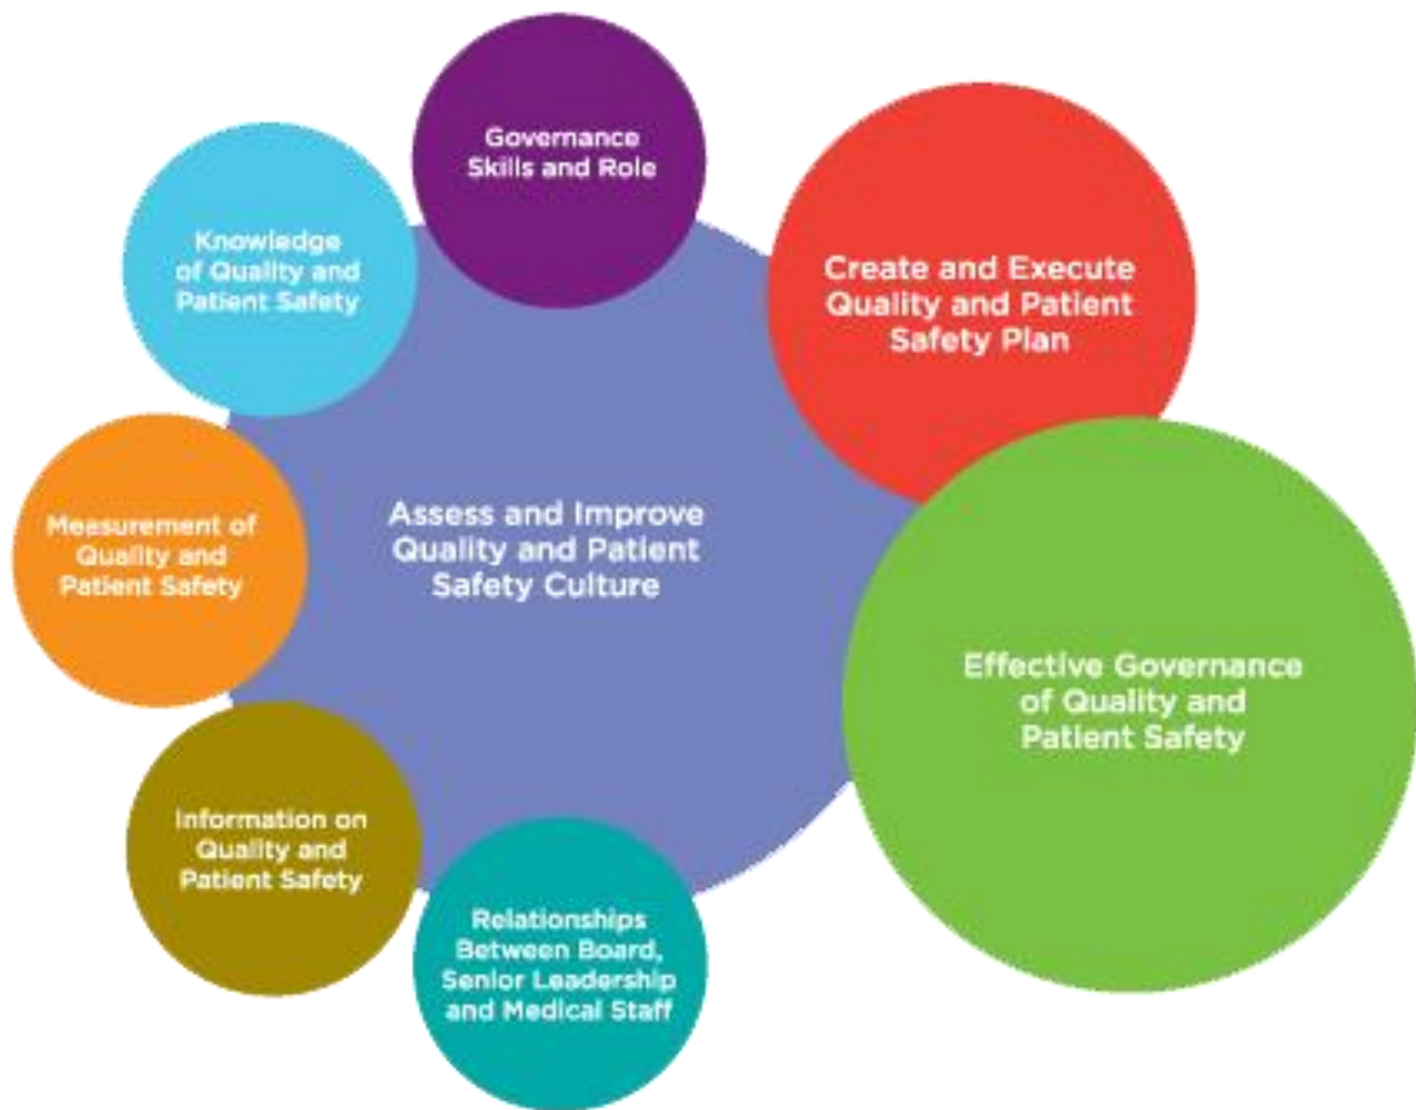 Governance
Skills and Role
Knowledge
of Quality and
Patient Safety
Create and Execute
Quality and Patient
Safety Plan
Measurement of
Quality and
Patient Safety
Assess and Improve
Quality and Patient
Safety Culture
Effective Governance
of Quality and
Patient Safety
Information on
Quality and
Patient Safety
Relationships
Between Board,
Senior Leadership
and Medical Staff